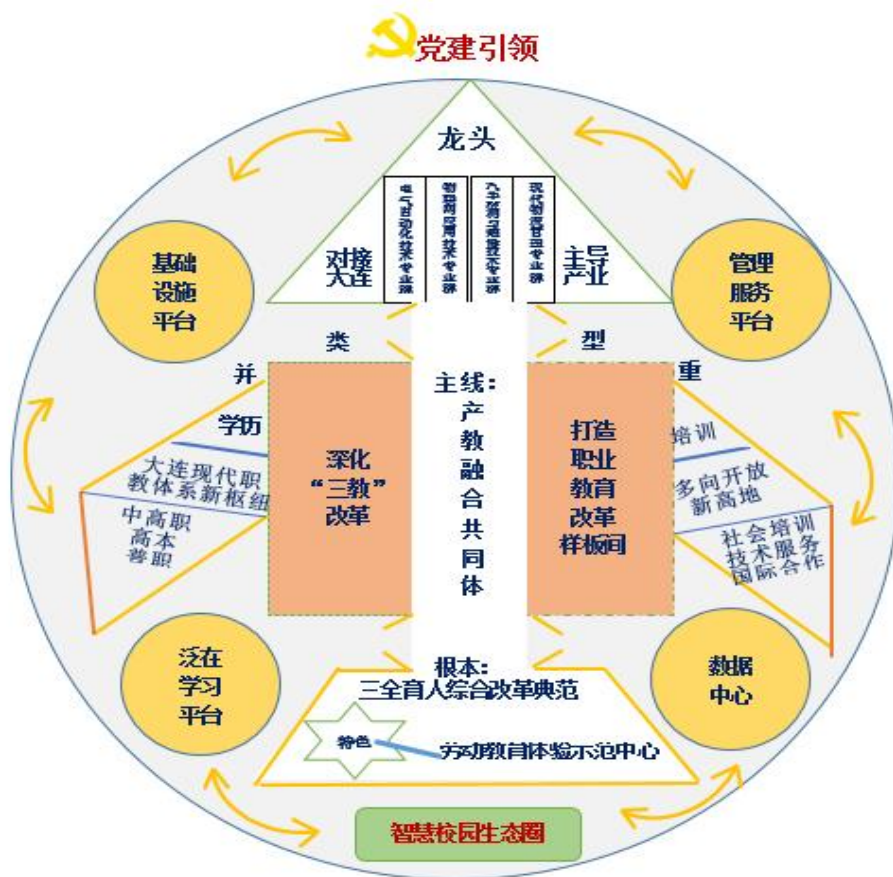 党建引领
龙头
对接
大连
电气自动化技术专业群
物联网应用技术专业群
汽车检测与维修技术专业群
现代物流管理专业群
主导
产业
基础
设施
平台
管理
服务
平台
类
型
并
重
学历
大连现代职
教体系新枢纽
中高职
高本
普职
深化
“三教”
改革
主线：
产
教
融
合
共
同
体
打造
职业
教育
改革
样板间
培训
多向开放
新高地
社会培训
技术服务
国际合作
泛在
学习
平台
数据
中心
根本：
三全育人综合改革典范
特色
劳动教育体验示范中心
智慧校园生态圈